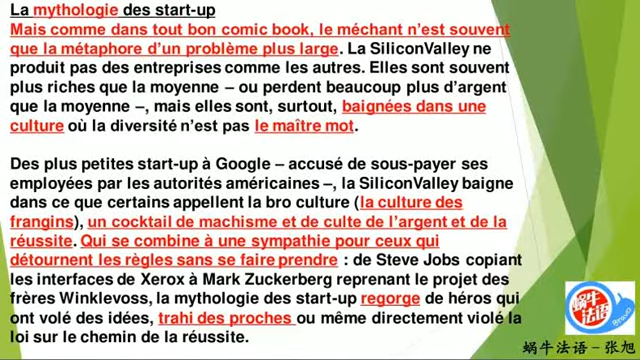 La mythologie des start-up
Mais comme dans tout bon comic book, le méchant n’est souvent
que la métaphore d’un problème plus large. La SiliconValley ne
produit pas des entreprises comme les autres. Elles sont souvent
plus riches que la moyenne – ou perdent beaucoup plus d’argent
que la moyenne –, mais elles sont, surtout, baignées dans une
culture où la diversité n’est pas le maître mot.
Des plus petites start-up à Google – accusé de sous-payer ses
employées par les autorités américaines –, la SiliconValley baigne
dans ce que certains appellent la bro culture (la culture des
frangins), un cocktail de machisme et de culte de l’argent et de la
réussite. Qui se combine à une sympathie pour ceux qui
détournent les règles sans se faire prendre : de Steve Jobs copiant
les interfaces de Xerox à Mark Zuckerberg reprenant le projet des
frères Winklevoss, la mythologie des start-up regorge de héros qui
ont volé des idées, trahi des proches ou même directement violé la
loi sur le chemin de la réussite.
蜗牛
法语
蜗牛法语－张旭